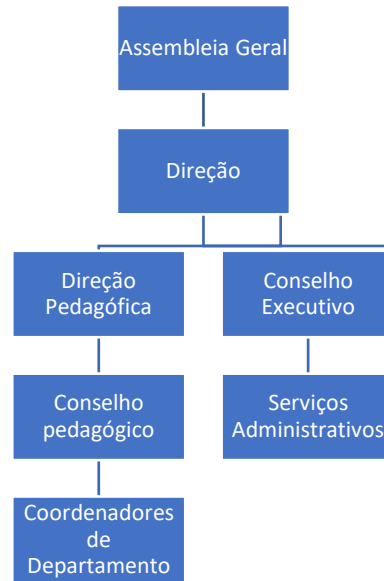 Assembleia Geral
Direção
Direção
Pedagófica
Conselho
Executivo
Conselho
pedagógico
Serviços
Administrativos
Coordenadores
de
Departamento